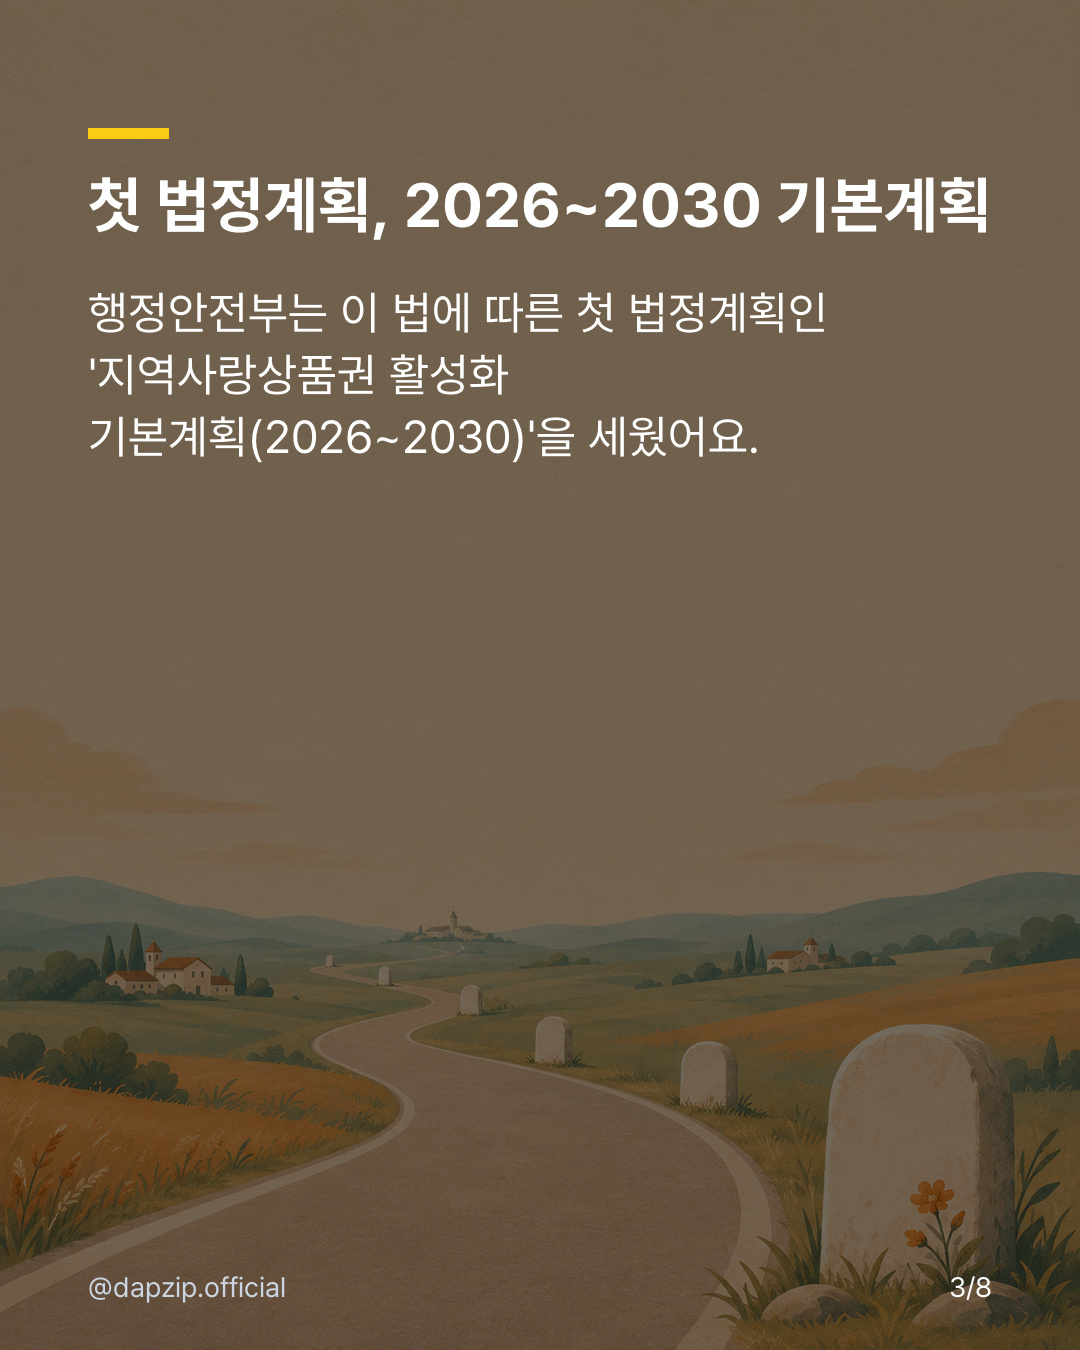 첫 법정계획, 2026~2030 기본계획
행정안전부는 이 법에 따른 첫 법정계획인
'지역사랑상품권 활성화
기본계획(2026~2030)'을 세웠어요.
@dapzip.official
3/8